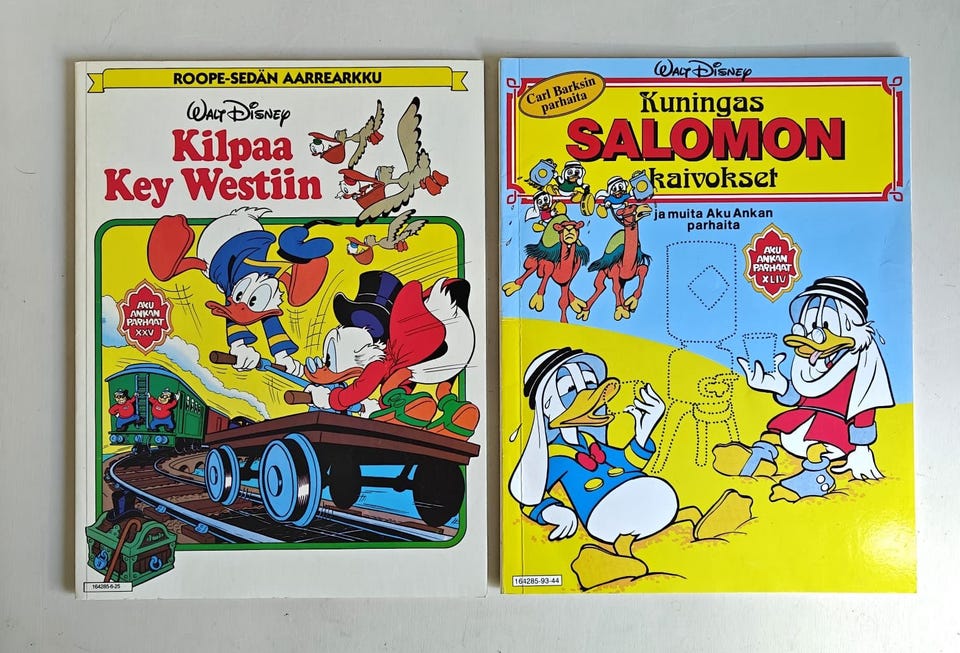 ROOPE-SEDÄN AARREARKKU
WALT DISNEY
Kilpaa
Key Westiin
AKU
ANKAN
PARHAAT
XXV
164285-6-25
WALT DISNEY
Carl Barksin
parhaita
Kuningas
SALOMON
kaivokset
ja muita Aku Ankan
parhaita
AKU
ANKAN
PARHAAT
XLIV
164285-93-44